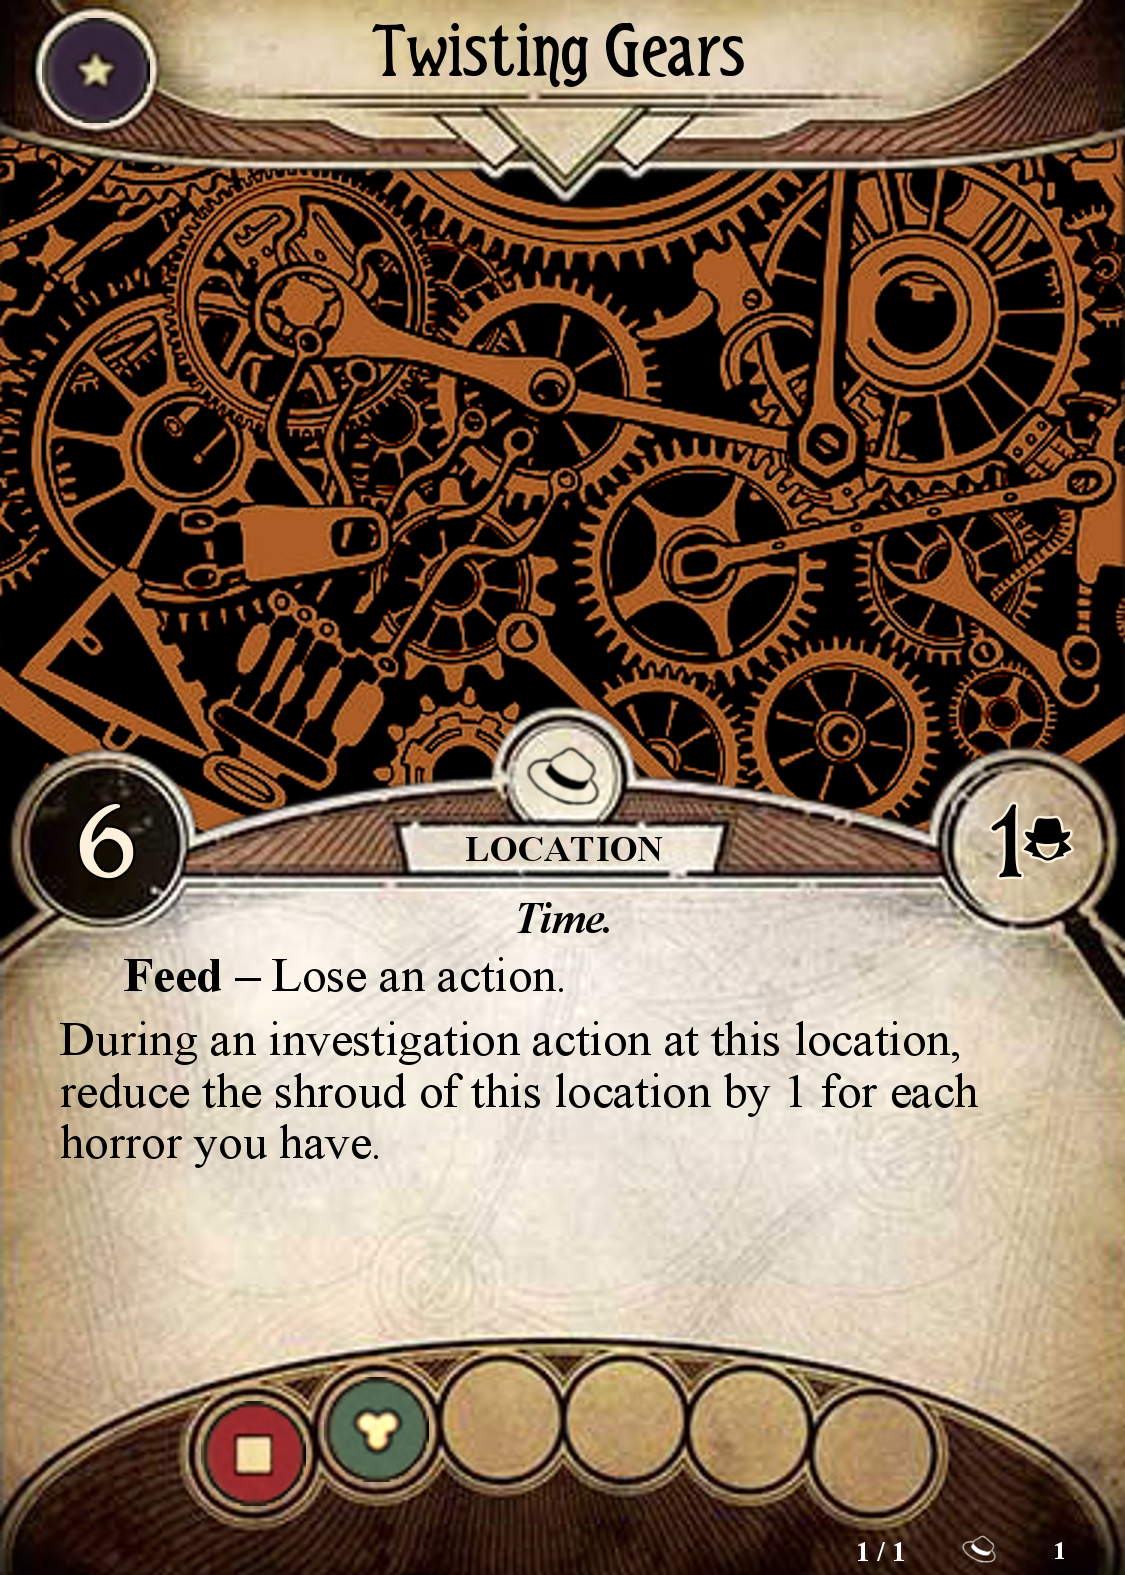 Twisting Gears
6
LOCATION
1
Time.
Feed – Lose an action.
During an investigation action at this location,
reduce the shroud of this location by 1 for each
horror you have.
1 / 1
1